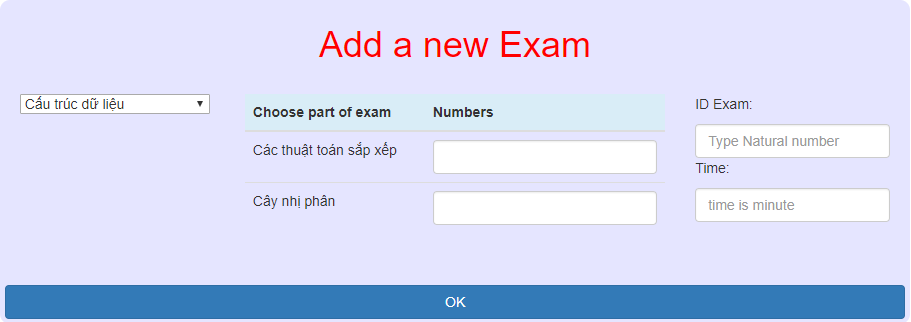 Add a new Exam
Cấu trúc dữ liệu
Choose part of exam Numbers
Các thuật toán sắp xếp
Cây nhị phân
ID Exam:
Type Natural number
Time:
time is minute
OK